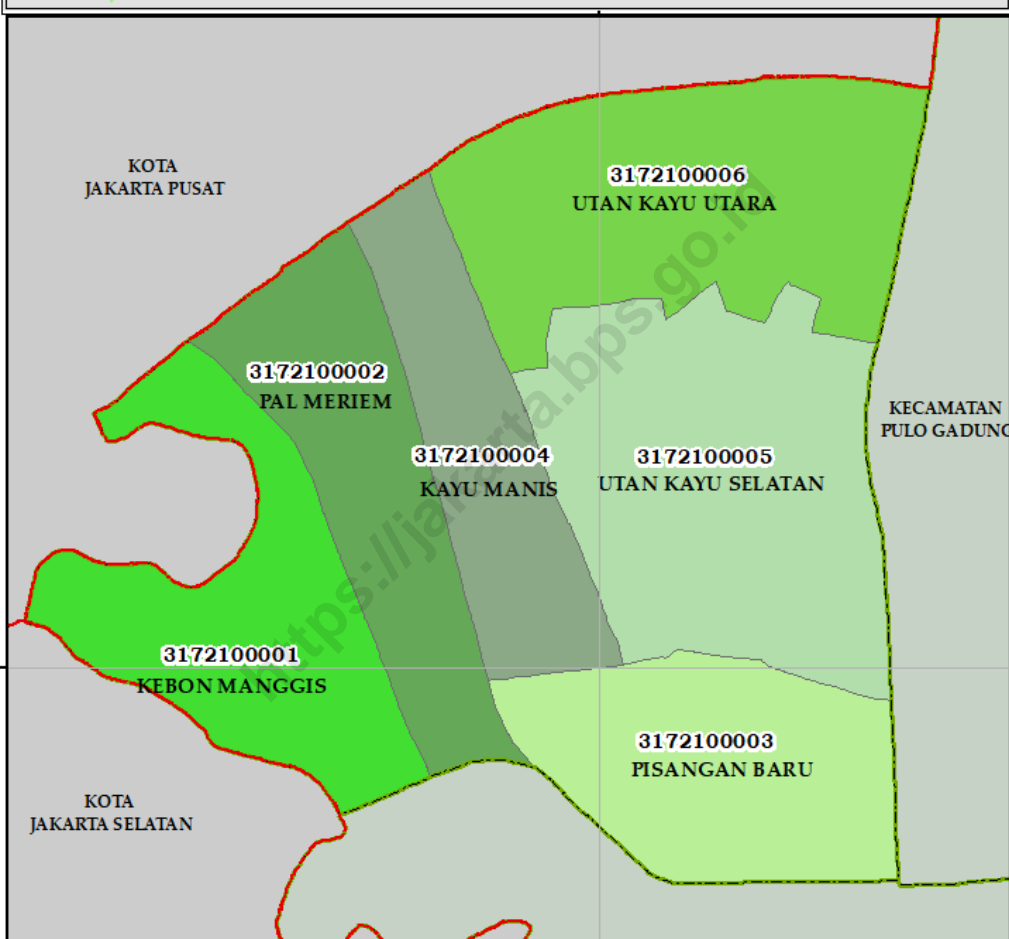 KOTA
JAKARTA PUSAT
3172100006
UTAN KAYU UTARA
3172100002
PAL MERIEM
KECAMATAN
PULO GADUNG
3172100004
KAYU MANIS
3172100005
UTAN KAYU SELATAN
3172100001
KEBON MANGGIS
3172100003
PISANGAN BARU
KOTA
JAKARTA SELATAN
https://jakarta.bps.go.id